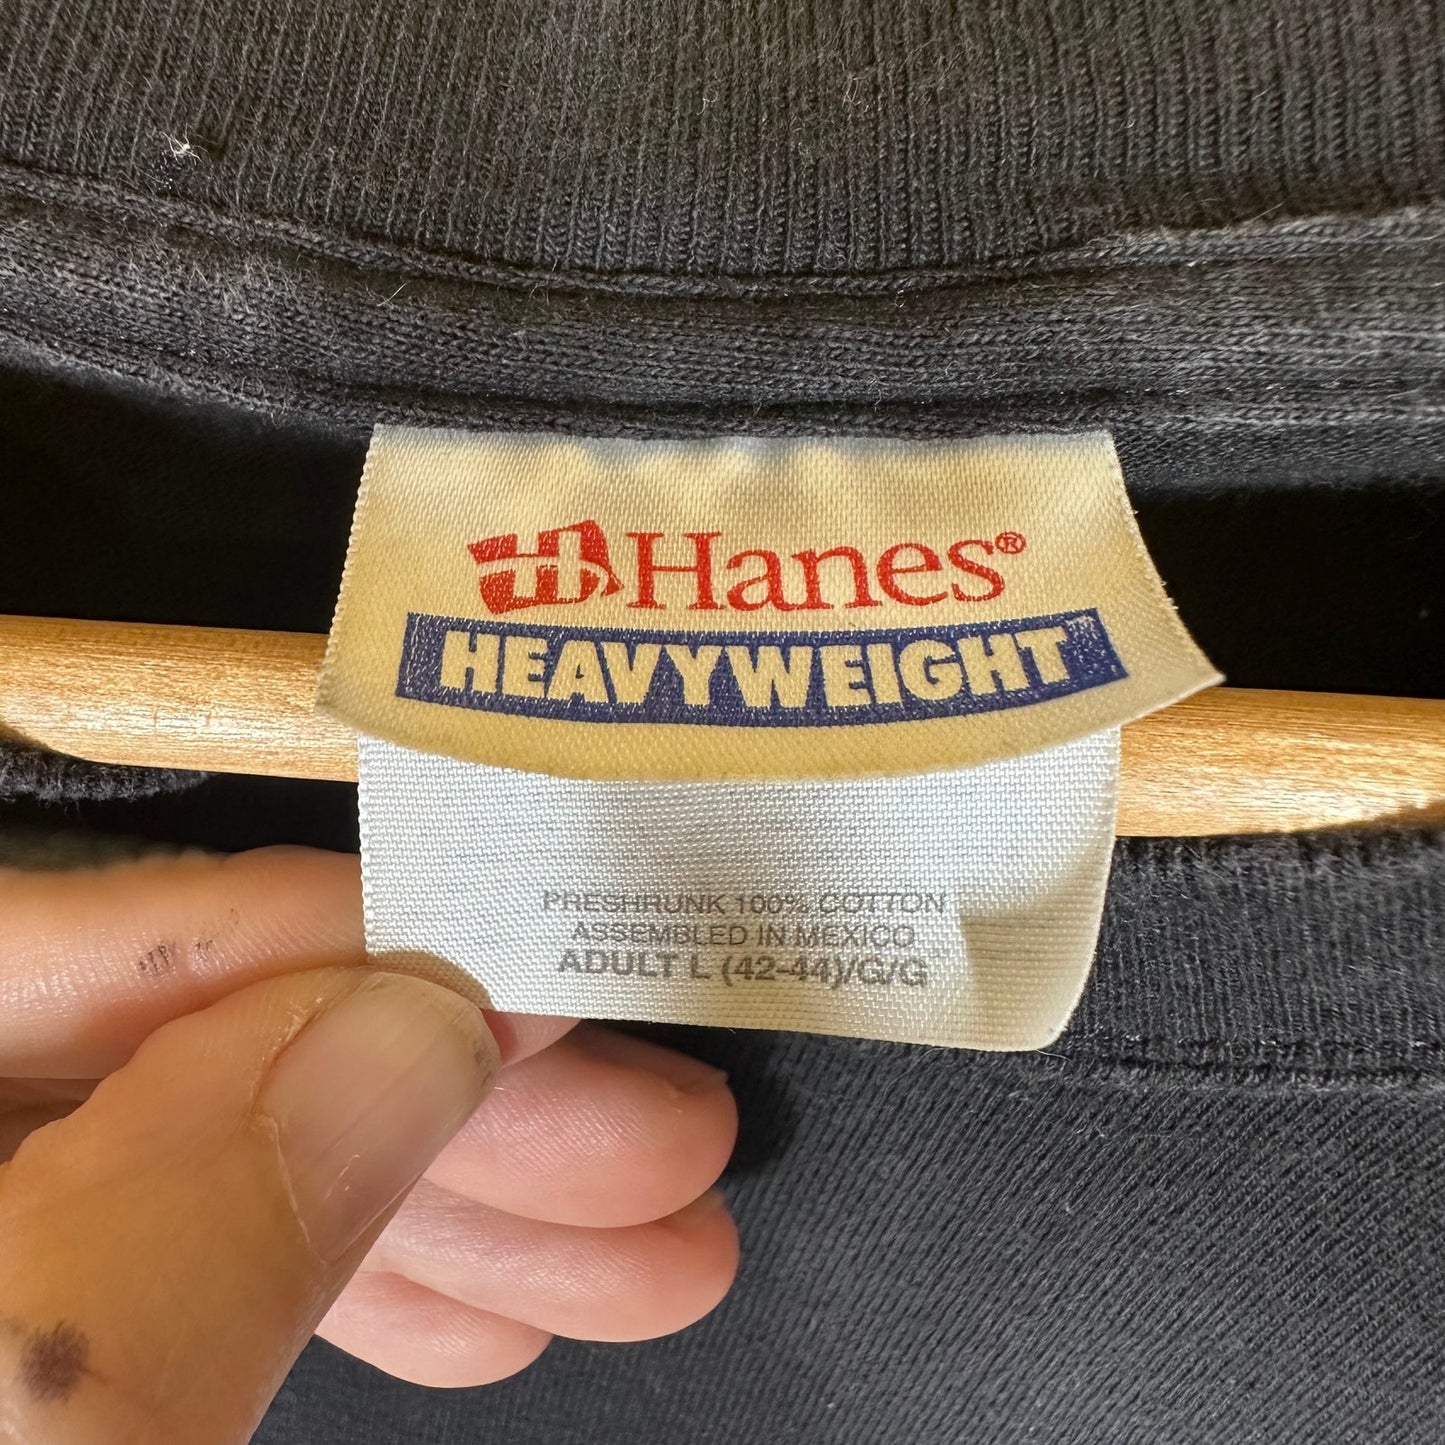 Hanes®
HEAVYWEIGHT™
PRESHRUNK 100% COTTON
ASSEMBLED IN MEXICO
ADULT L (42-44)/G/G